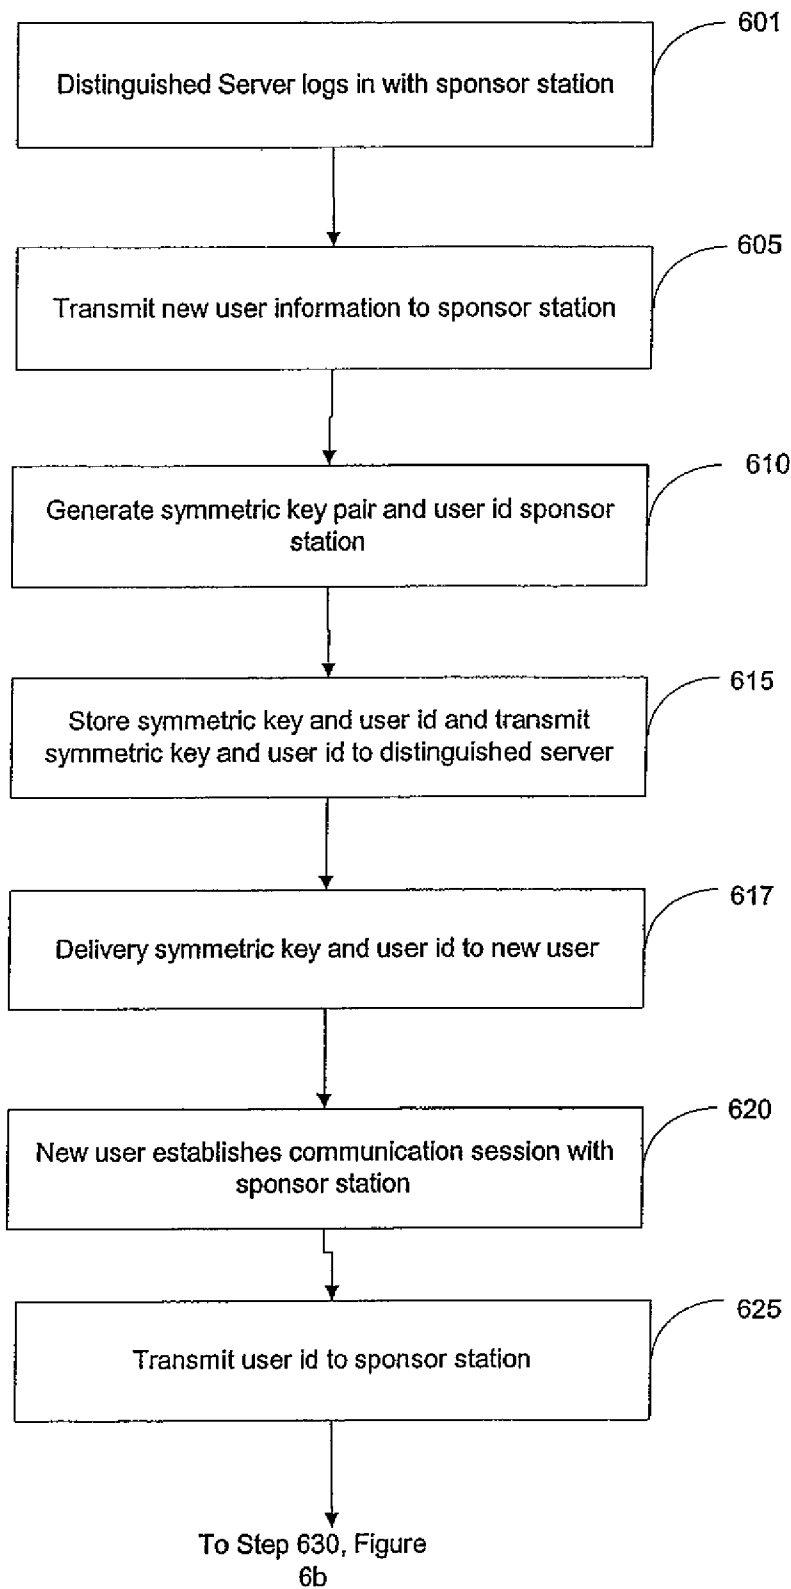 601
Distinguished Server logs in with sponsor station
605
Transmit new user information to sponsor station
610
Generate symmetric key pair and user id sponsor
station
615
Store symmetric key and user id and transmit
symmetric key and user id to distinguished server
617
Delivery symmetric key and user id to new user
620
New user establishes communication session with
sponsor station
625
Transmit user id to sponsor station
To Step 630, Figure
6b